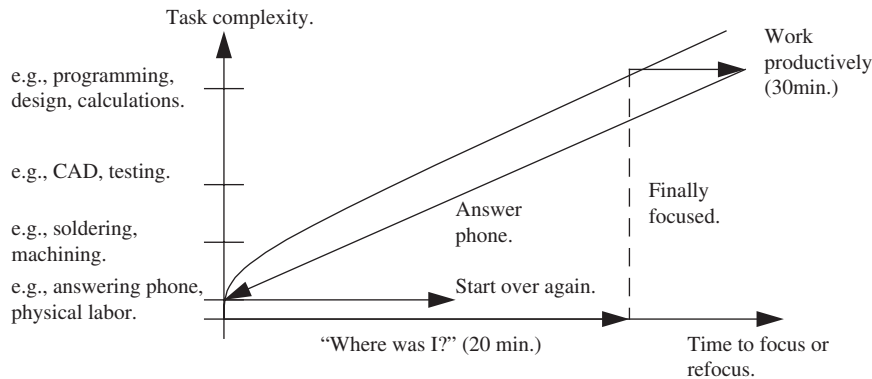 Task complexity.
e.g., programming,
design, calculations.
e.g., CAD, testing.
e.g., soldering,
machining.
e.g., answering phone,
physical labor.
Work
productively
(30min.)
Finally
focused.
Answer
phone.
Start over again.
“Where was I?” (20 min.)
Time to focus or
refocus.